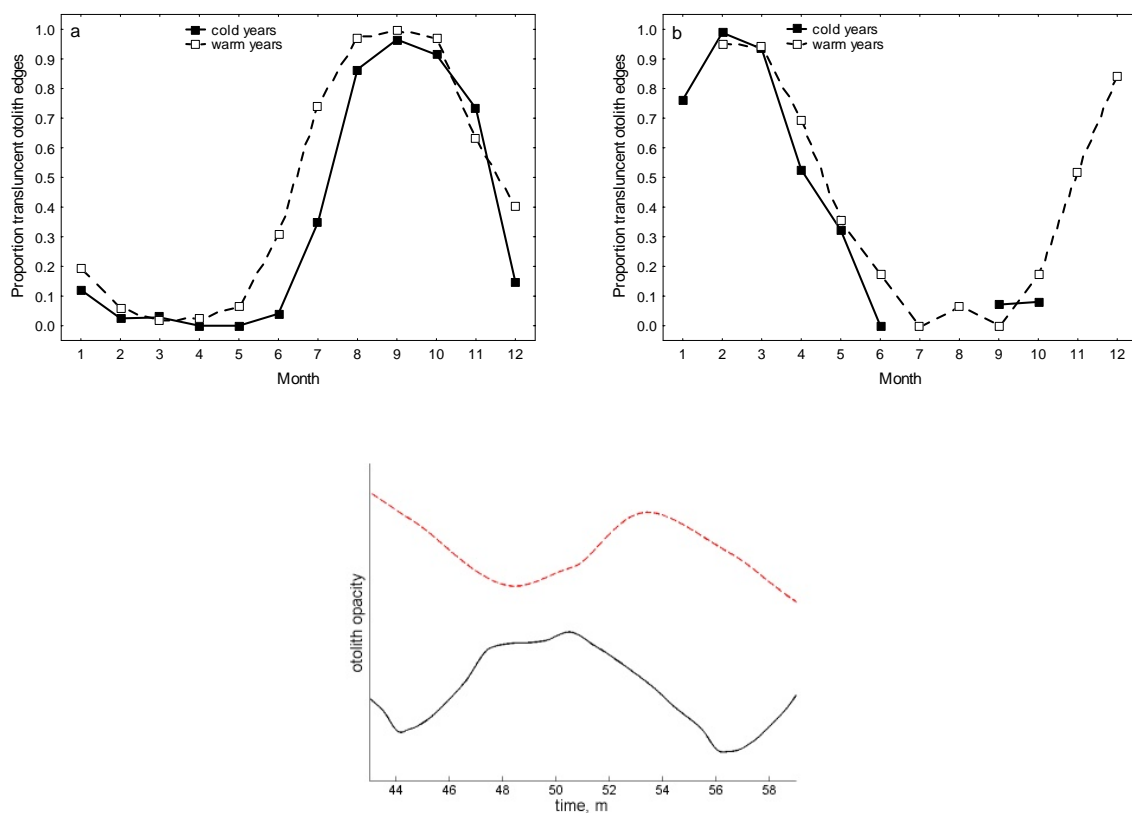 a
cold years
warm years
Proportion transluncent otolith edges
1.0
0.9
0.8
0.7
0.6
0.5
0.4
0.3
0.2
0.1
0.0
1 2 3 4 5 6 7 8 9 10 11 12
Month
b
cold years
warm years
Proportion transluncent otolith edges
1.0
0.9
0.8
0.7
0.6
0.5
0.4
0.3
0.2
0.1
0.0
1 2 3 4 5 6 7 8 9 10 11 12
Month
otolith opacity
44 46 48 50 52 54 56 58
time, m